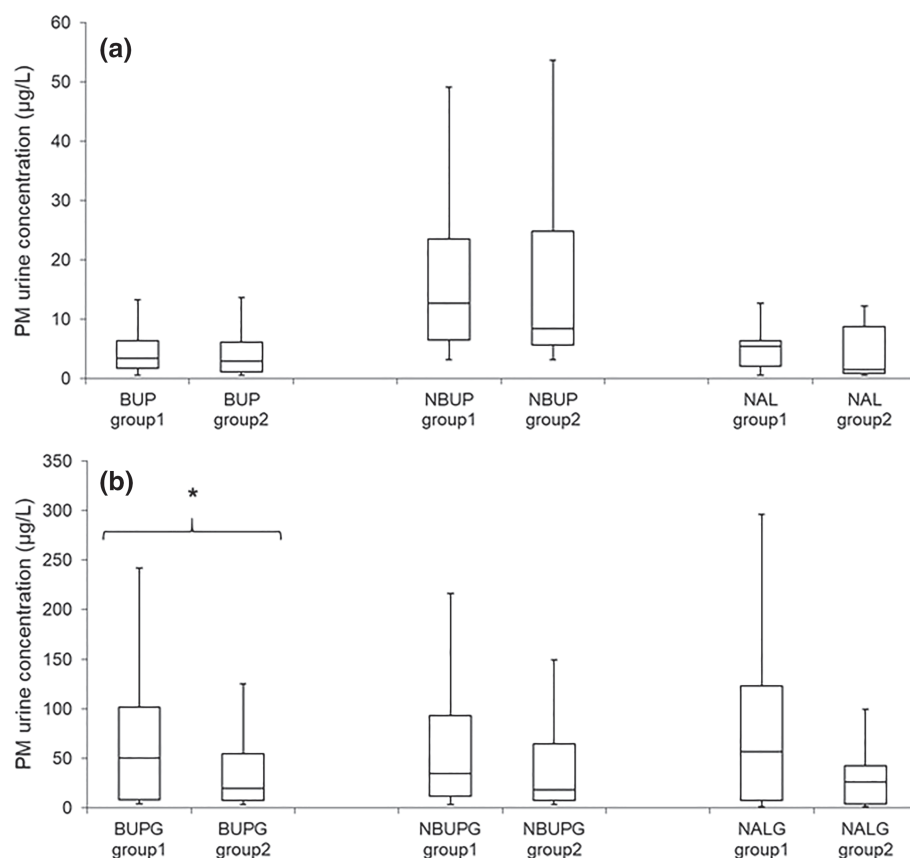 (a)
PM urine concentration (µg/L)
60
50
40
30
20
10
0
BUP group1
BUP group2
NBUP group1
NBUP group2
NAL group1
NAL group2
(b)
PM urine concentration (µg/L)
350
300
250
200
150
100
50
0
*
BUPG group1
BUPG group2
NBUPG group1
NBUPG group2
NALG group1
NALG group2